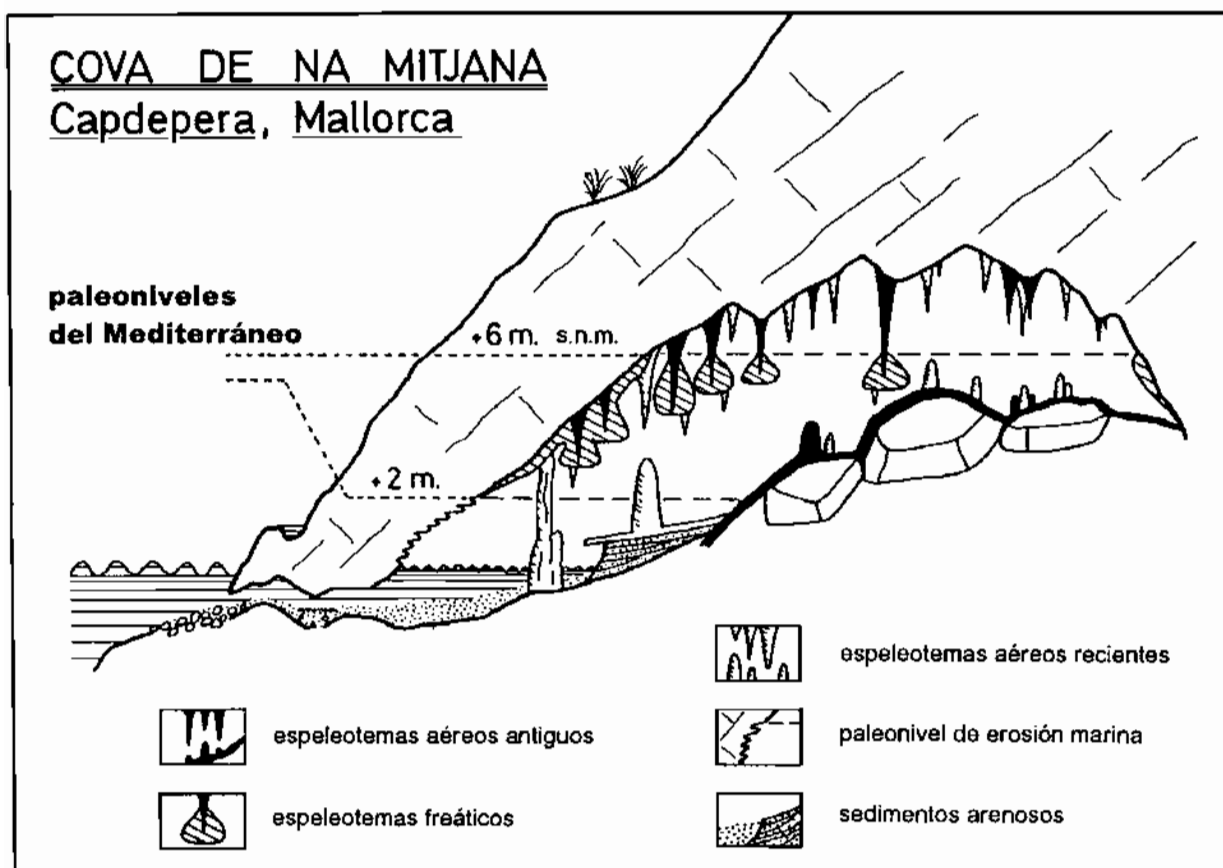 COVA DE NA MITJANA
Capdepera, Mallorca
paleoniveles
del Mediterráneo
+6 m. s.n.m.
+2 m.
espeleotemas aéreos recientes
espeleotemas aéreos antiguos
paleonivel de erosión marina
espeleotemas freáticos
sedimentos arenosos